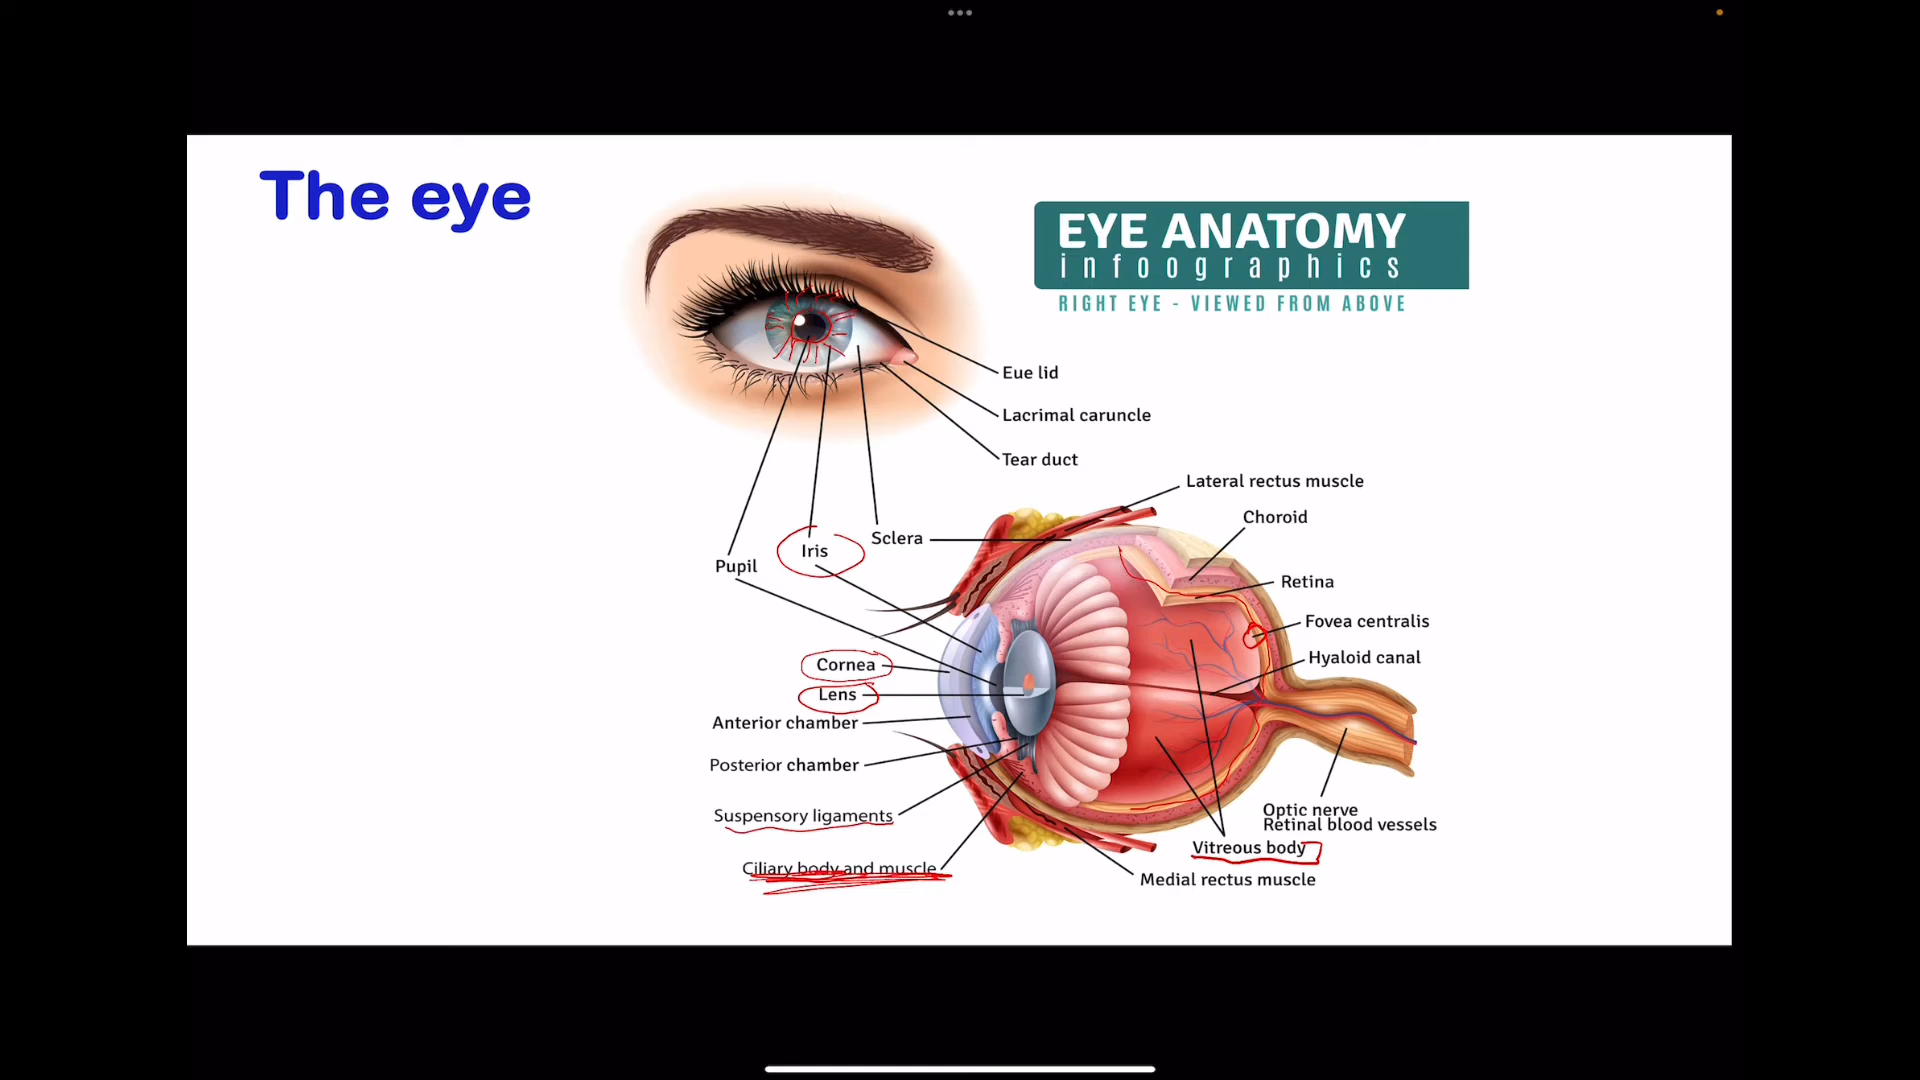 The eye
EYE ANATOMY
infoographics
RIGHT EYE - VIEWED FROM ABOVE
Eue lid
Lacrimal caruncle
Tear duct
Lateral rectus muscle
Choroid
Sclera
Iris
Pupil
Retina
Fovea centralis
Hyaloid canal
Cornea
Lens
Anterior chamber
Posterior chamber
Suspensory ligaments
Ciliary body and muscle
Optic nerve
Retinal blood vessels
Vitreous body
Medial rectus muscle